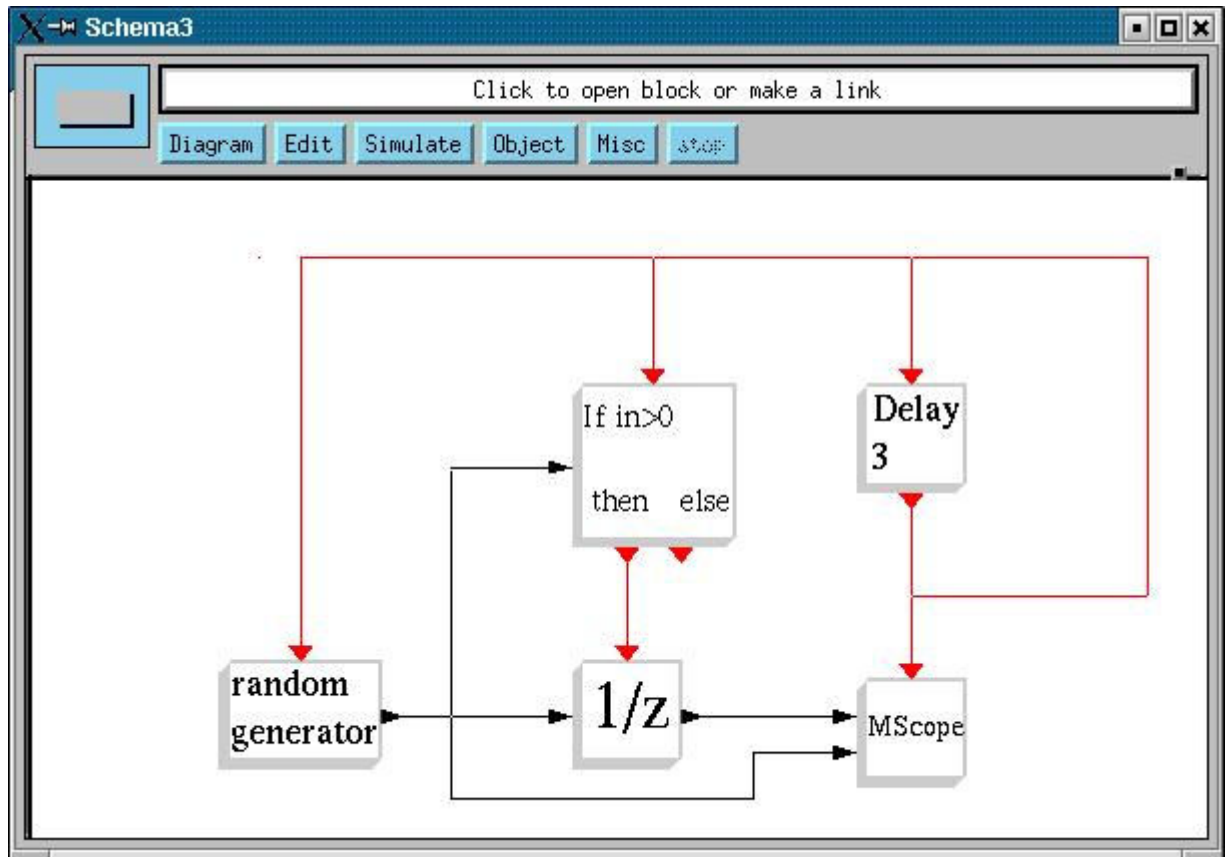 Schema3
Click to open block or make a link
Diagram Edit Simulate Object Misc stop
If in>0
then else
Delay
3
random
generator
1/z
MScope